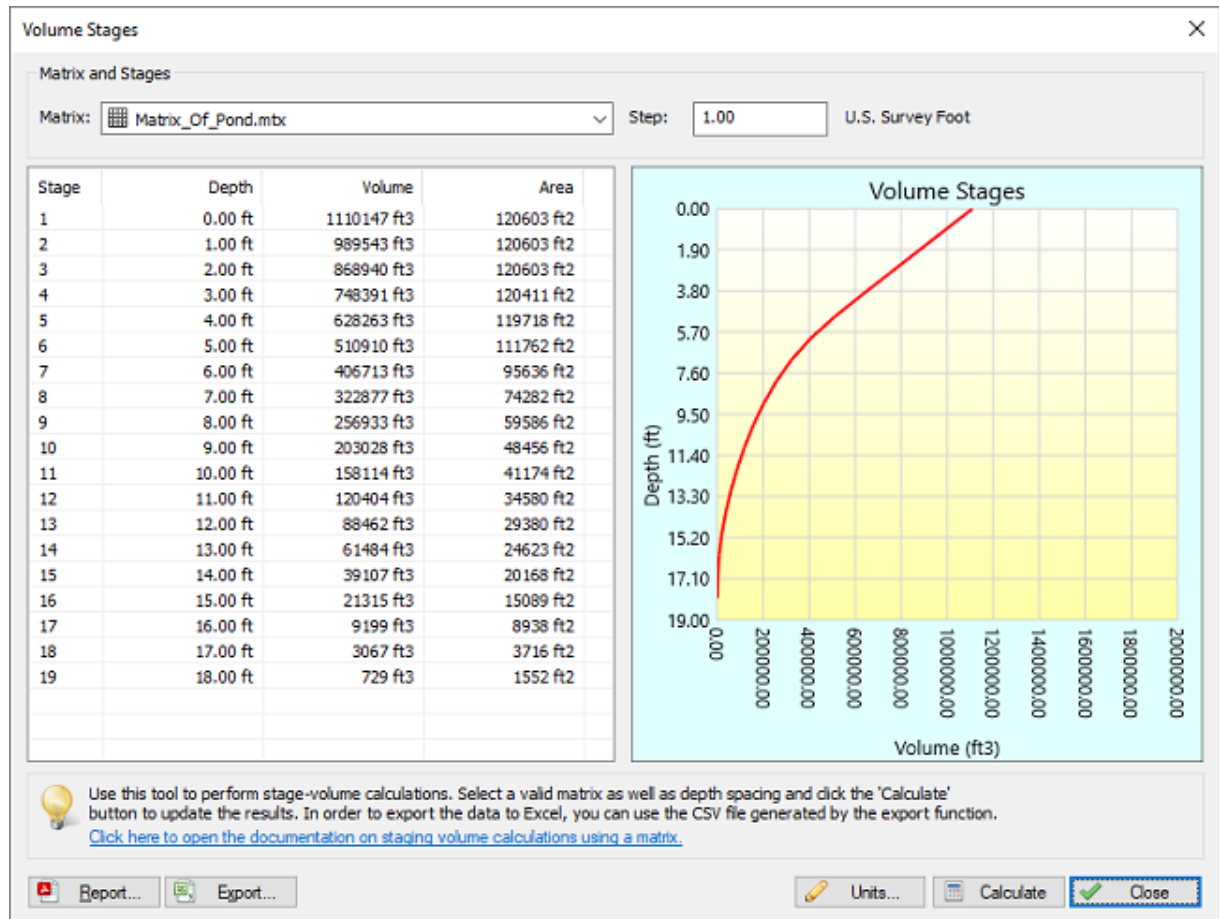 Volume Stages
Matrix and Stages
Matrix: Matrix_Of_Pond.mtx Step: 1.00 U.S. Survey Foot
Stage Depth Volume Area
1 0.00 ft 1110147 ft3 120603 ft2
2 1.00 ft 989543 ft3 120603 ft2
3 2.00 ft 868940 ft3 120603 ft2
4 3.00 ft 748391 ft3 120411 ft2
5 4.00 ft 628263 ft3 119718 ft2
6 5.00 ft 510910 ft3 111762 ft2
7 6.00 ft 406713 ft3 95636 ft2
8 7.00 ft 322877 ft3 74282 ft2
9 8.00 ft 256933 ft3 59586 ft2
10 9.00 ft 203028 ft3 48456 ft2
11 10.00 ft 158114 ft3 41174 ft2
12 11.00 ft 120404 ft3 34580 ft2
13 12.00 ft 88462 ft3 29380 ft2
14 13.00 ft 61484 ft3 24623 ft2
15 14.00 ft 39107 ft3 20168 ft2
16 15.00 ft 21315 ft3 15089 ft2
17 16.00 ft 9199 ft3 8938 ft2
18 17.00 ft 3067 ft3 3716 ft2
19 18.00 ft 729 ft3 1552 ft2
Volume Stages
Depth (ft)
0.00
1.90
3.80
5.70
7.60
9.50
11.40
13.30
15.20
17.10
19.00
0.00
200000.00
400000.00
600000.00
800000.00
1000000.00
1200000.00
1400000.00
1600000.00
1800000.00
2000000.00
Volume (ft3)
Use this tool to perform stage-volume calculations. Select a valid matrix as well as depth spacing and click the 'Calculate'
button to update the results. In order to export the data to Excel, you can use the CSV file generated by the export function.
Click here to open the documentation on staging volume calculations using a matrix.
Report... Export... Units... Calculate Close